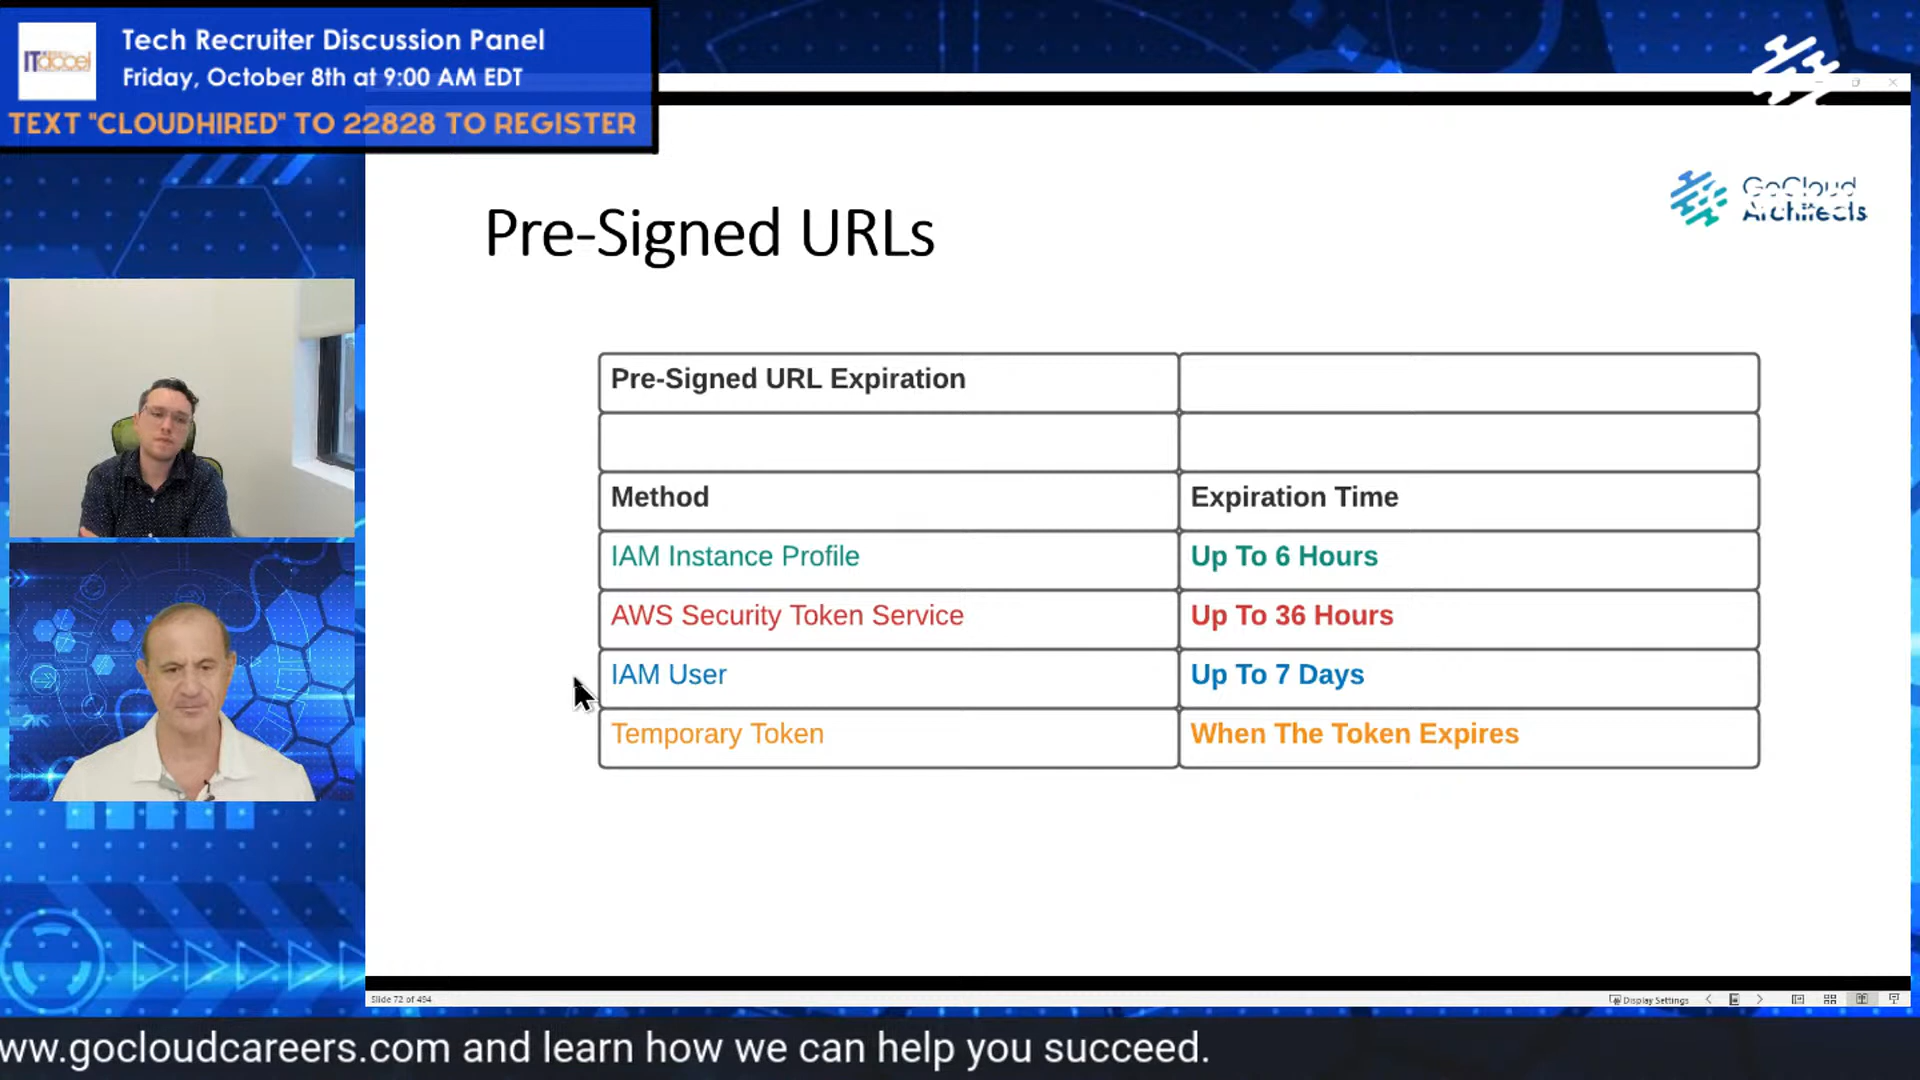 Tech Recruiter Discussion Panel
Friday, October 8th at 9:00 AM EDT
TEXT "CLOUDHIRED" TO 22828 TO REGISTER
GoCloud
Architects
Pre-Signed URLs
Pre-Signed URL Expiration
Method Expiration Time
IAM Instance Profile Up To 6 Hours
AWS Security Token Service Up To 36 Hours
IAM User Up To 7 Days
Temporary Token When The Token Expires
Slide 72 of 494
Display Settings
ww.gocloudcareers.com and learn how we can help you succeed.